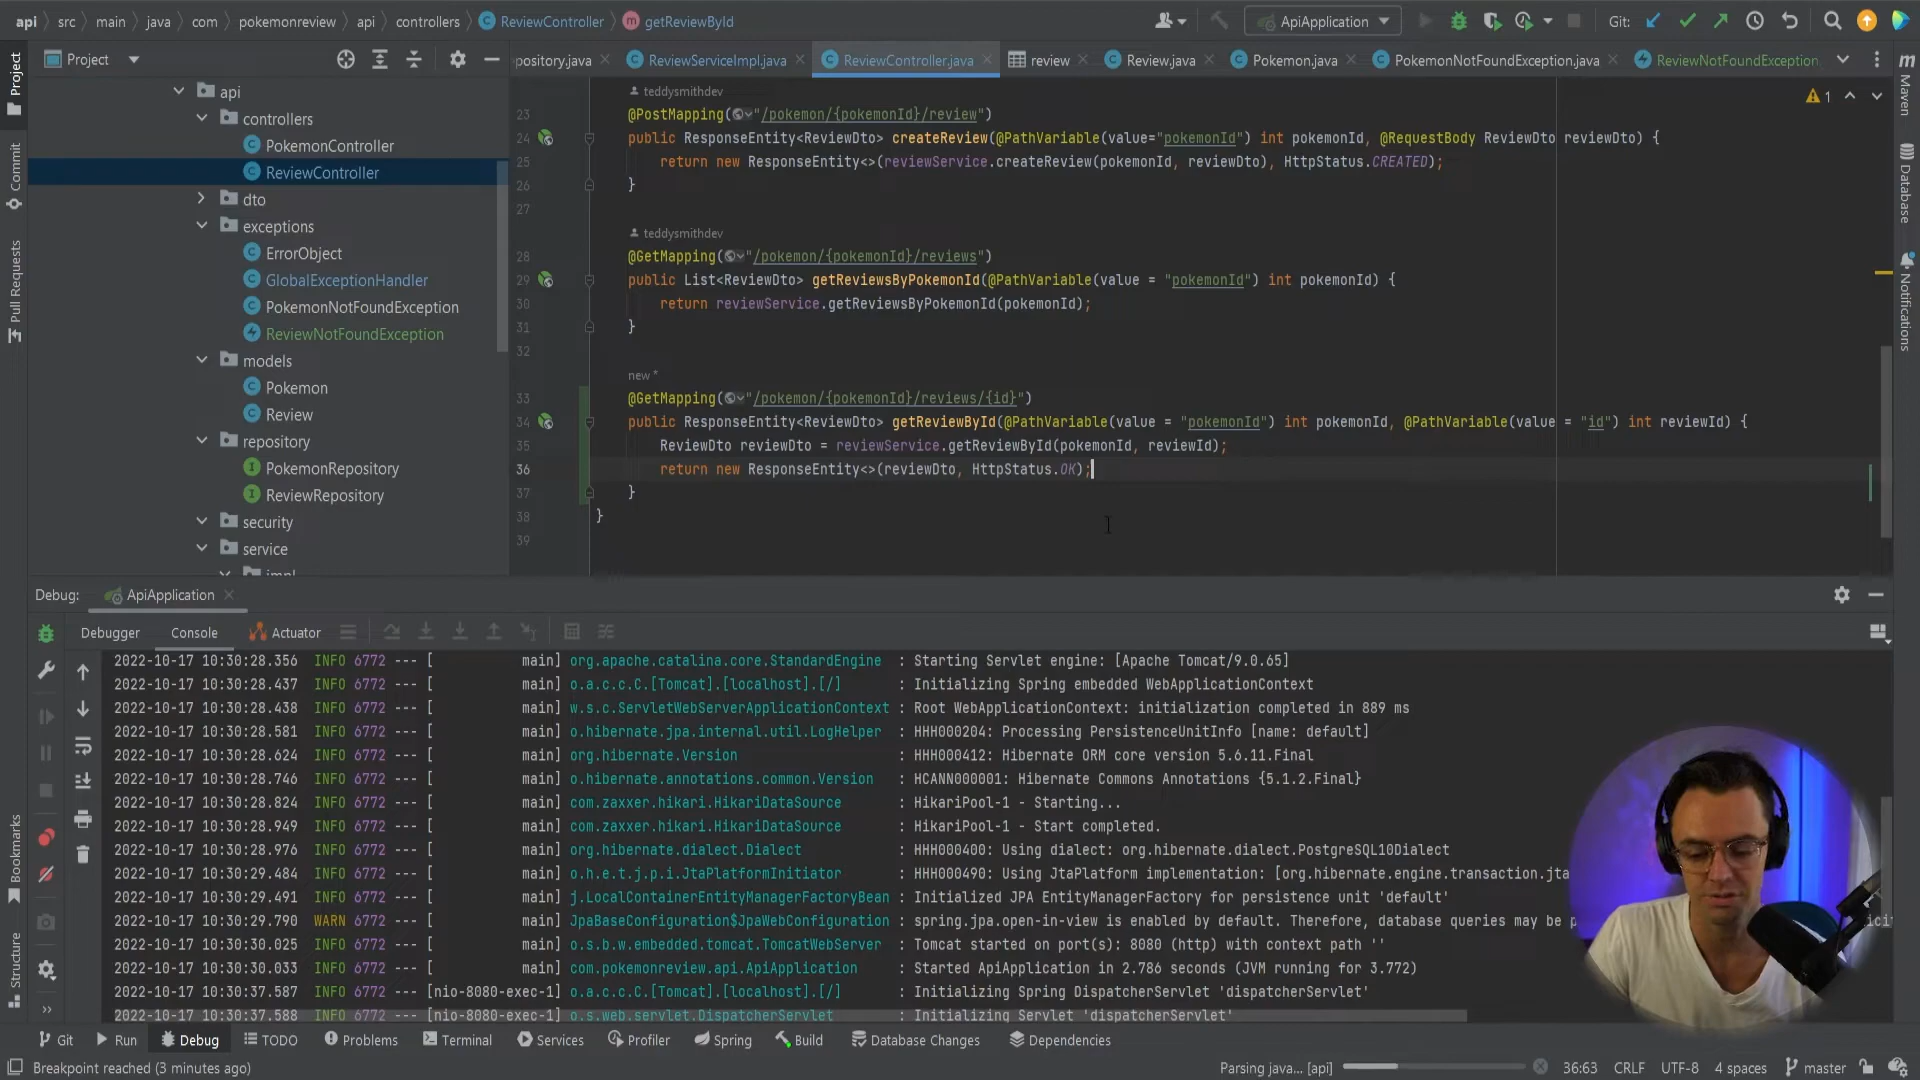 api > src > main > java > com > pokemonreview > api > controllers > ReviewController > getReviewById
ApiApplication
Git:
Project
pository.java
ReviewServiceImpl.java
ReviewController.java
review
Review.java
Pokemon.java
PokemonNotFoundException.java
ReviewNotFoundException
Project
Commit
Pull Requests
Bookmarks
Structure
api
controllers
PokemonController
ReviewController
dto
exceptions
ErrorObject
GlobalExceptionHandler
PokemonNotFoundException
ReviewNotFoundException
models
Pokemon
Review
repository
PokemonRepository
ReviewRepository
security
service
impl
1
Maven
Database
Notifications
teddysmithdev
23 @PostMapping("/pokemon/{pokemonId}/review")
24 public ResponseEntity<ReviewDto> createReview(@PathVariable(value="pokemonId") int pokemonId, @RequestBody ReviewDto reviewDto) {
25 return new ResponseEntity<>(reviewService.createReview(pokemonId, reviewDto), HttpStatus.CREATED);
26 }
27
teddysmithdev
28 @GetMapping("/pokemon/{pokemonId}/reviews")
29 public List<ReviewDto> getReviewsByPokemonId(@PathVariable(value = "pokemonId") int pokemonId) {
30 return reviewService.getReviewsByPokemonId(pokemonId);
31 }
32
new *
33 @GetMapping("/pokemon/{pokemonId}/reviews/{id}")
34 public ResponseEntity<ReviewDto> getReviewById(@PathVariable(value = "pokemonId") int pokemonId, @PathVariable(value = "id") int reviewId) {
35 ReviewDto reviewDto = reviewService.getReviewById(pokemonId, reviewId);
36 return new ResponseEntity<>(reviewDto, HttpStatus.OK);
37 }
38 }
39
Debug: ApiApplication
Debugger Console Actuator
2022-10-17 10:30:28.356 INFO 6772 --- [ main] org.apache.catalina.core.StandardEngine : Starting Servlet engine: [Apache Tomcat/9.0.65]
2022-10-17 10:30:28.437 INFO 6772 --- [ main] o.a.c.c.C.[Tomcat].[localhost].[/] : Initializing Spring embedded WebApplicationContext
2022-10-17 10:30:28.438 INFO 6772 --- [ main] w.s.c.ServletWebServerApplicationContext : Root WebApplicationContext: initialization completed in 889 ms
2022-10-17 10:30:28.581 INFO 6772 --- [ main] o.hibernate.jpa.internal.util.LogHelper : HHH000204: Processing PersistenceUnitInfo [name: default]
2022-10-17 10:30:28.624 INFO 6772 --- [ main] org.hibernate.Version : HHH000412: Hibernate ORM core version 5.6.11.Final
2022-10-17 10:30:28.746 INFO 6772 --- [ main] o.hibernate.annotations.common.Version : HCANN000001: Hibernate Commons Annotations {5.1.2.Final}
2022-10-17 10:30:28.824 INFO 6772 --- [ main] com.zaxxer.hikari.HikariDataSource : HikariPool-1 - Starting...
2022-10-17 10:30:28.949 INFO 6772 --- [ main] com.zaxxer.hikari.HikariDataSource : HikariPool-1 - Start completed.
2022-10-17 10:30:28.976 INFO 6772 --- [ main] org.hibernate.dialect.Dialect : HHH000400: Using dialect: org.hibernate.dialect.PostgreSQL10Dialect
2022-10-17 10:30:29.484 INFO 6772 --- [ main] o.h.e.t.j.p.i.JtaPlatformInitiator : HHH000490: Using JtaPlatform implementation: [org.hibernate.engine.transaction.jta
2022-10-17 10:30:29.491 INFO 6772 --- [ main] j.LocalContainerEntityManagerFactoryBean : Initialized JPA EntityManagerFactory for persistence unit 'default'
2022-10-17 10:30:29.790 WARN 6772 --- [ main] JpaBaseConfiguration$JpaWebConfiguration : spring.jpa.open-in-view is enabled by default. Therefore, database queries may be p
2022-10-17 10:30:30.025 INFO 6772 --- [ main] o.s.b.w.embedded.tomcat.TomcatWebServer : Tomcat started on port(s): 8080 (http) with context path ''
2022-10-17 10:30:30.033 INFO 6772 --- [ main] com.pokemonreview.api.ApiApplication : Started ApiApplication in 2.786 seconds (JVM running for 3.772)
2022-10-17 10:30:37.587 INFO 6772 --- [nio-8080-exec-1] o.a.c.c.C.[Tomcat].[localhost].[/] : Initializing Spring DispatcherServlet 'dispatcherServlet'
2022-10-17 10:30:37.588 INFO 6772 --- [nio-8080-exec-1] o.s.web.servlet.DispatcherServlet : Initializing Servlet 'dispatcherServlet'
Git Run Debug TODO Problems Terminal Services Profiler Spring Build Database Changes Dependencies
Breakpoint reached (3 minutes ago) Parsing java... [api] 36:63 CRLF UTF-8 4 spaces master